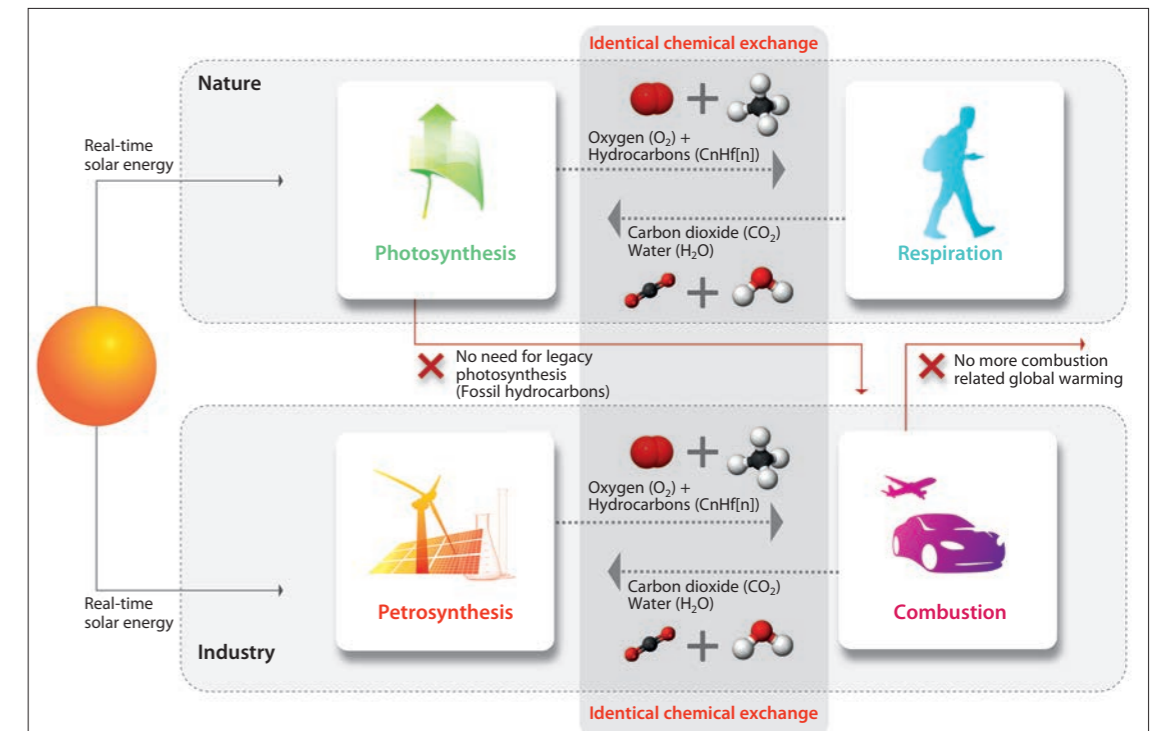 Identical chemical exchange
Nature
Real-time
solar energy
Oxygen (O₂) +
Hydrocarbons (CnHf[n])
Carbon dioxide (CO₂)
Water (H₂O)
Photosynthesis
Respiration
No need for legacy
photosynthesis
(Fossil hydrocarbons)
No more combustion
related global warming
Oxygen (O₂) +
Hydrocarbons (CnHf[n])
Carbon dioxide (CO₂)
Water (H₂O)
Petrosynthesis
Combustion
Real-time
solar energy
Industry
Identical chemical exchange